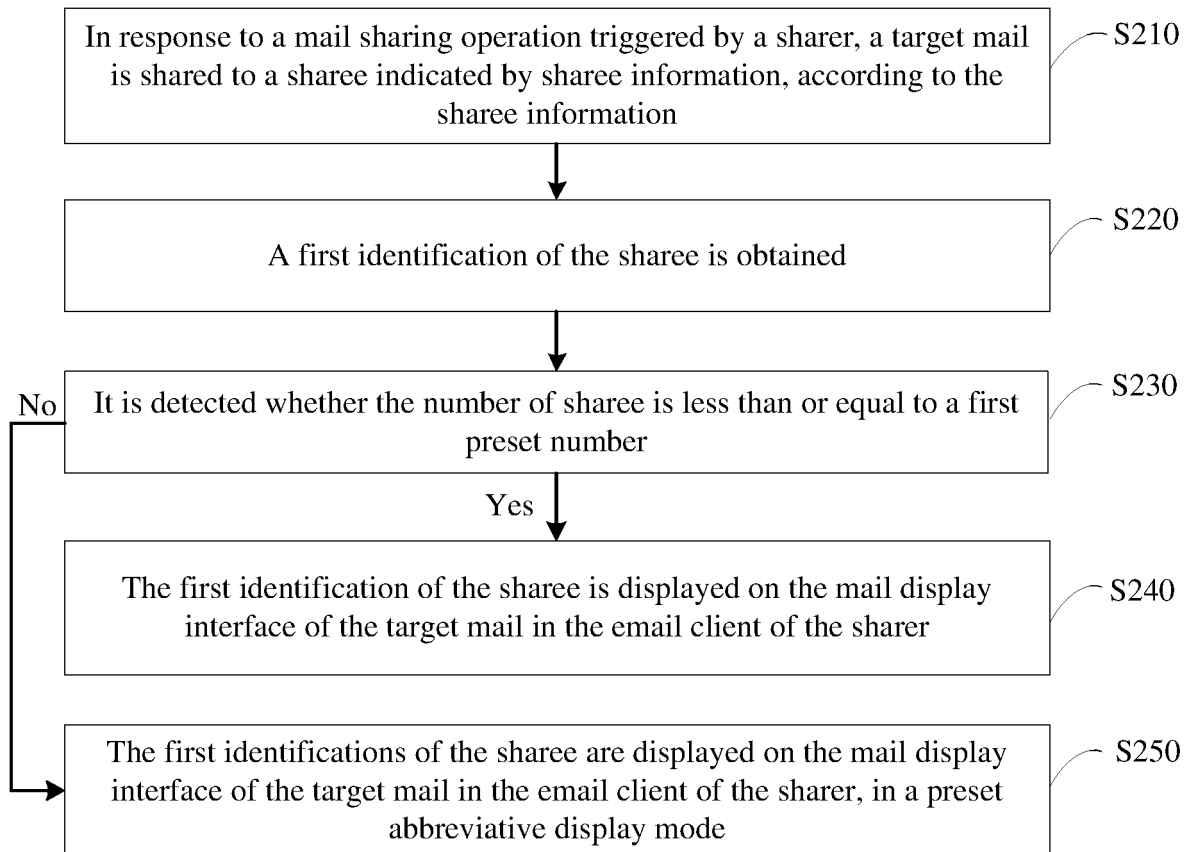 In response to a mail sharing operation triggered by a sharer, a target mail
is shared to a sharee indicated by sharee information, according to the
sharee information
S210
A first identification of the sharee is obtained
S220
No
It is detected whether the number of sharee is less than or equal to a first
preset number
S230
Yes
The first identification of the sharee is displayed on the mail display
interface of the target mail in the email client of the sharer
S240
The first identifications of the sharee are displayed on the mail display
interface of the target mail in the email client of the sharer, in a preset
abbreviative display mode
S250